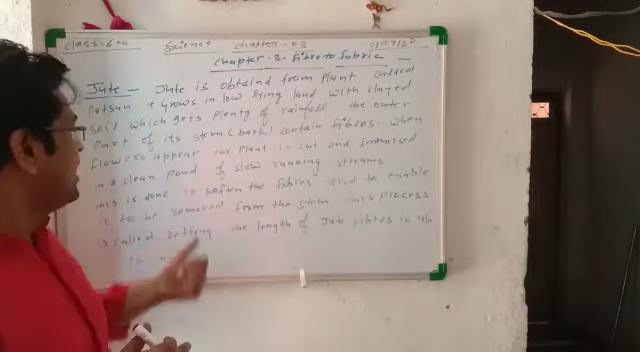 class-6th Science chapter-03
Chapter-3-fibre to fabric
Jute - Jute is obtaind from Plant Called
Patsun it Grows in low lying land with clayed
Soil which gets plenty of rainfall the outer
Part of its stem (bark) contain fibres. when
flowers appear the plant is cut and Immersed
in a clean pond of slow running streams
This is done to soften the fibres and to enable
it to be removed from the stem this process
is called retting the length of Jute fibres is